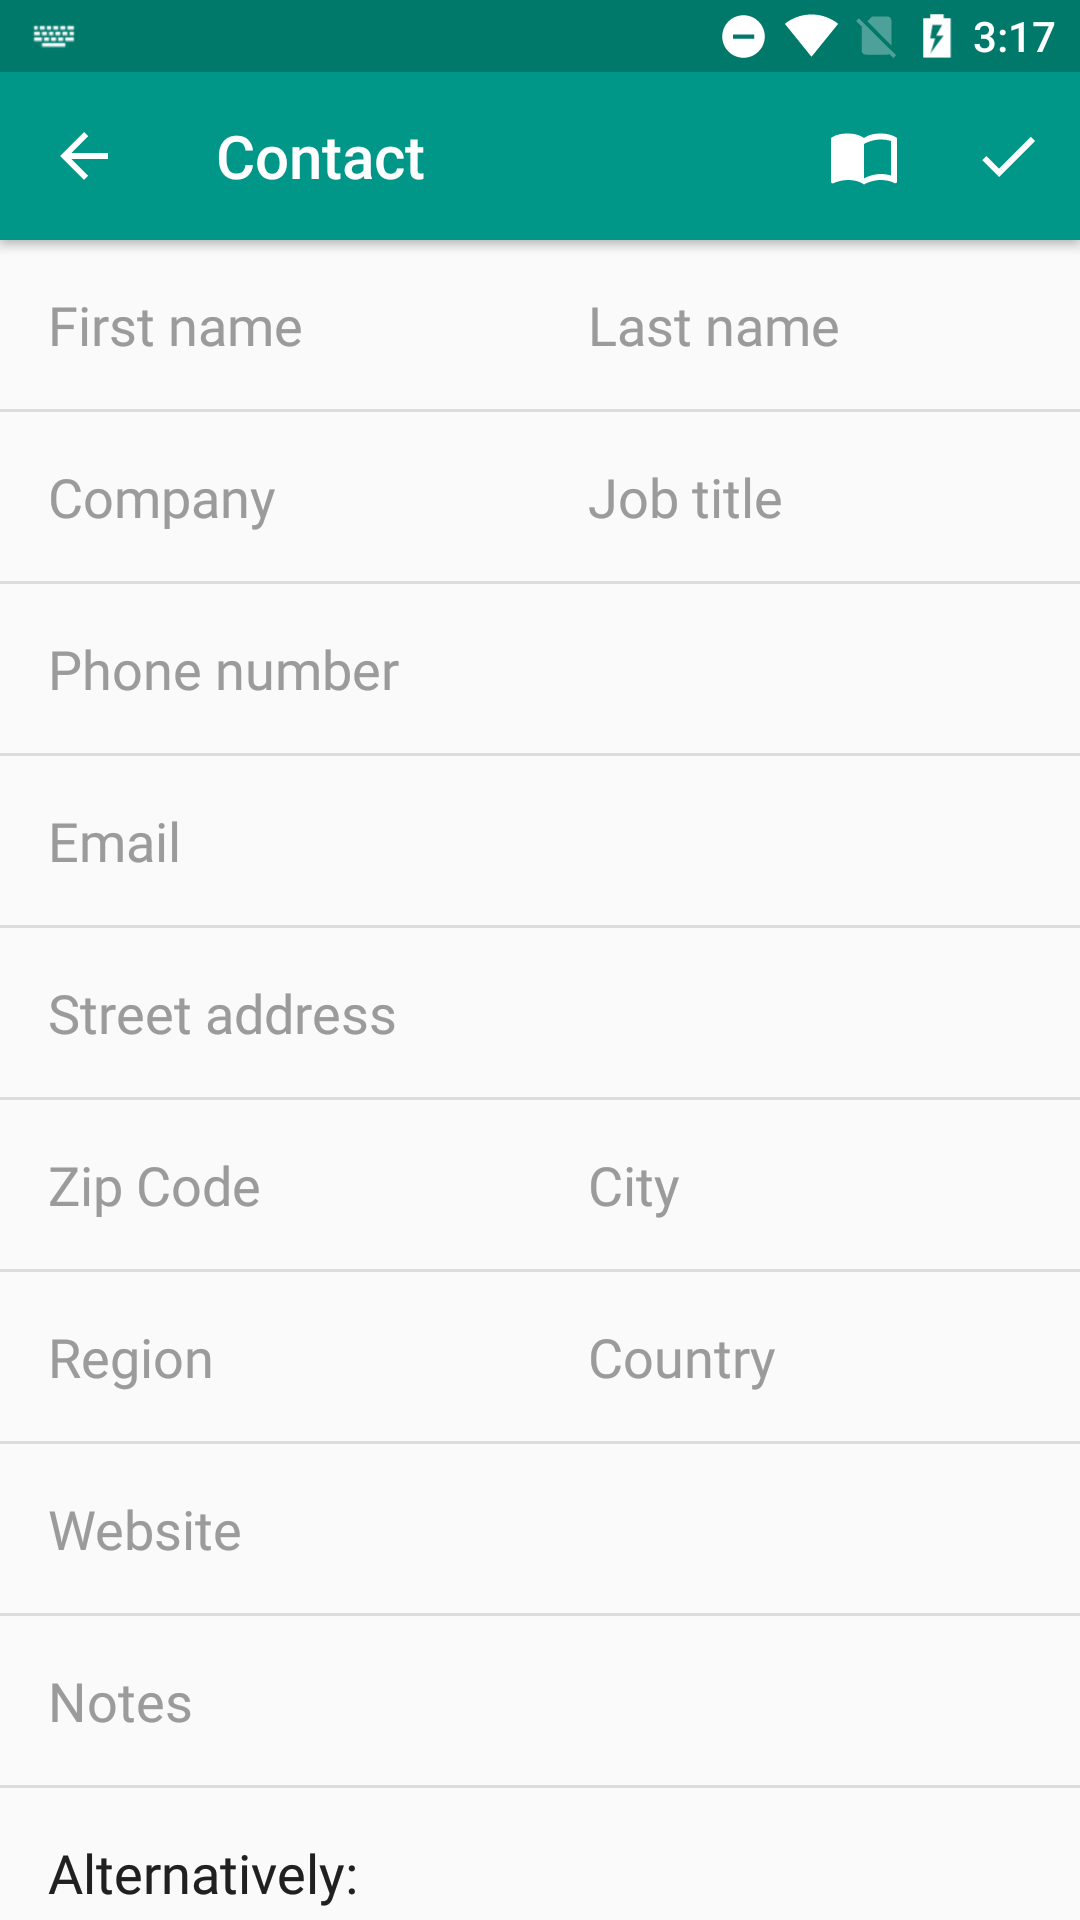 3:17
Contact
First name Last name
Company Job title
Phone number
Email
Street address
Zip Code City
Region Country
Website
Notes
Alternatively: